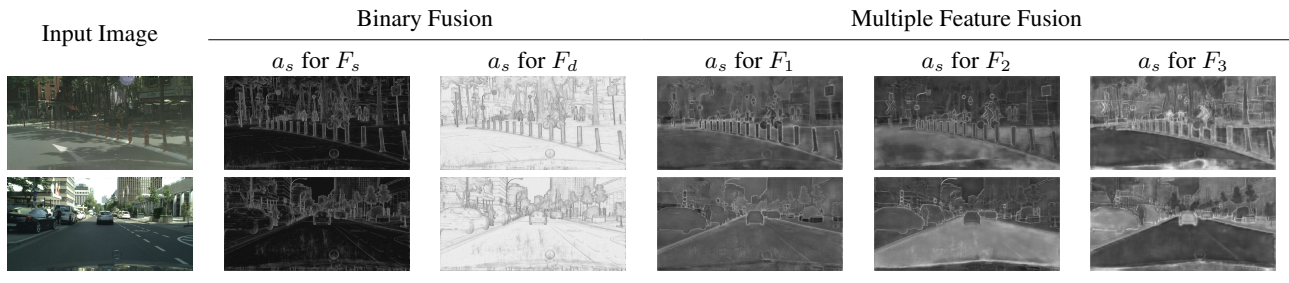 Input Image
Binary Fusion
Multiple Feature Fusion
a_s for F_s
a_s for F_d
a_s for F_1
a_s for F_2
a_s for F_3